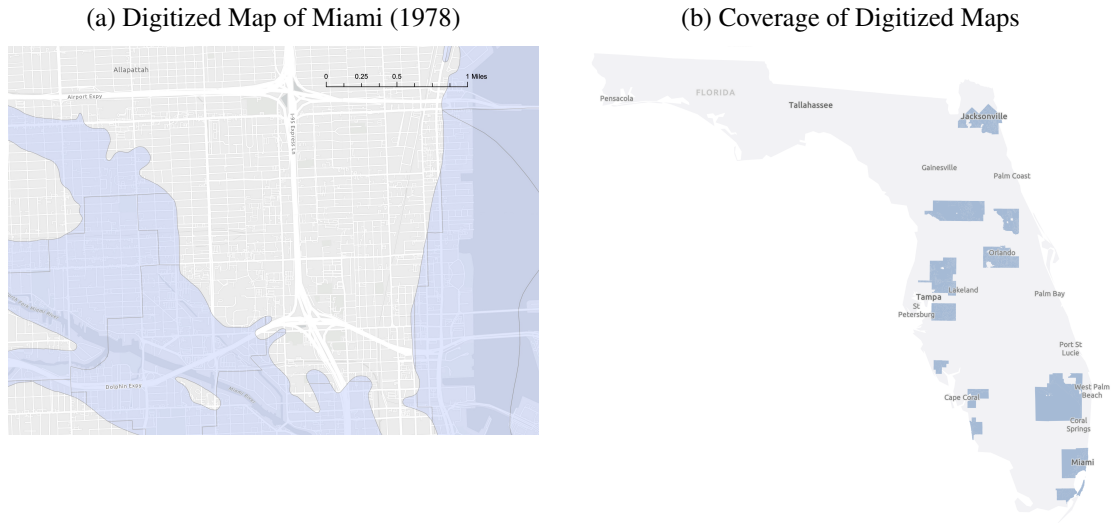 (a) Digitized Map of Miami (1978)
Allapattah
0 0.25 0.5 1 Miles
Airport Expy
I-95 Express Ln
Dolphin Expy
(b) Coverage of Digitized Maps
Pensacola
FLORIDA
Tallahassee
Jacksonville
Gainesville
Palm Coast
Orlando
Lakeland
Tampa
St
Petersburg
Palm Bay
Port St
Lucie
Cape Coral
West Palm
Beach
Coral
Springs
Miami